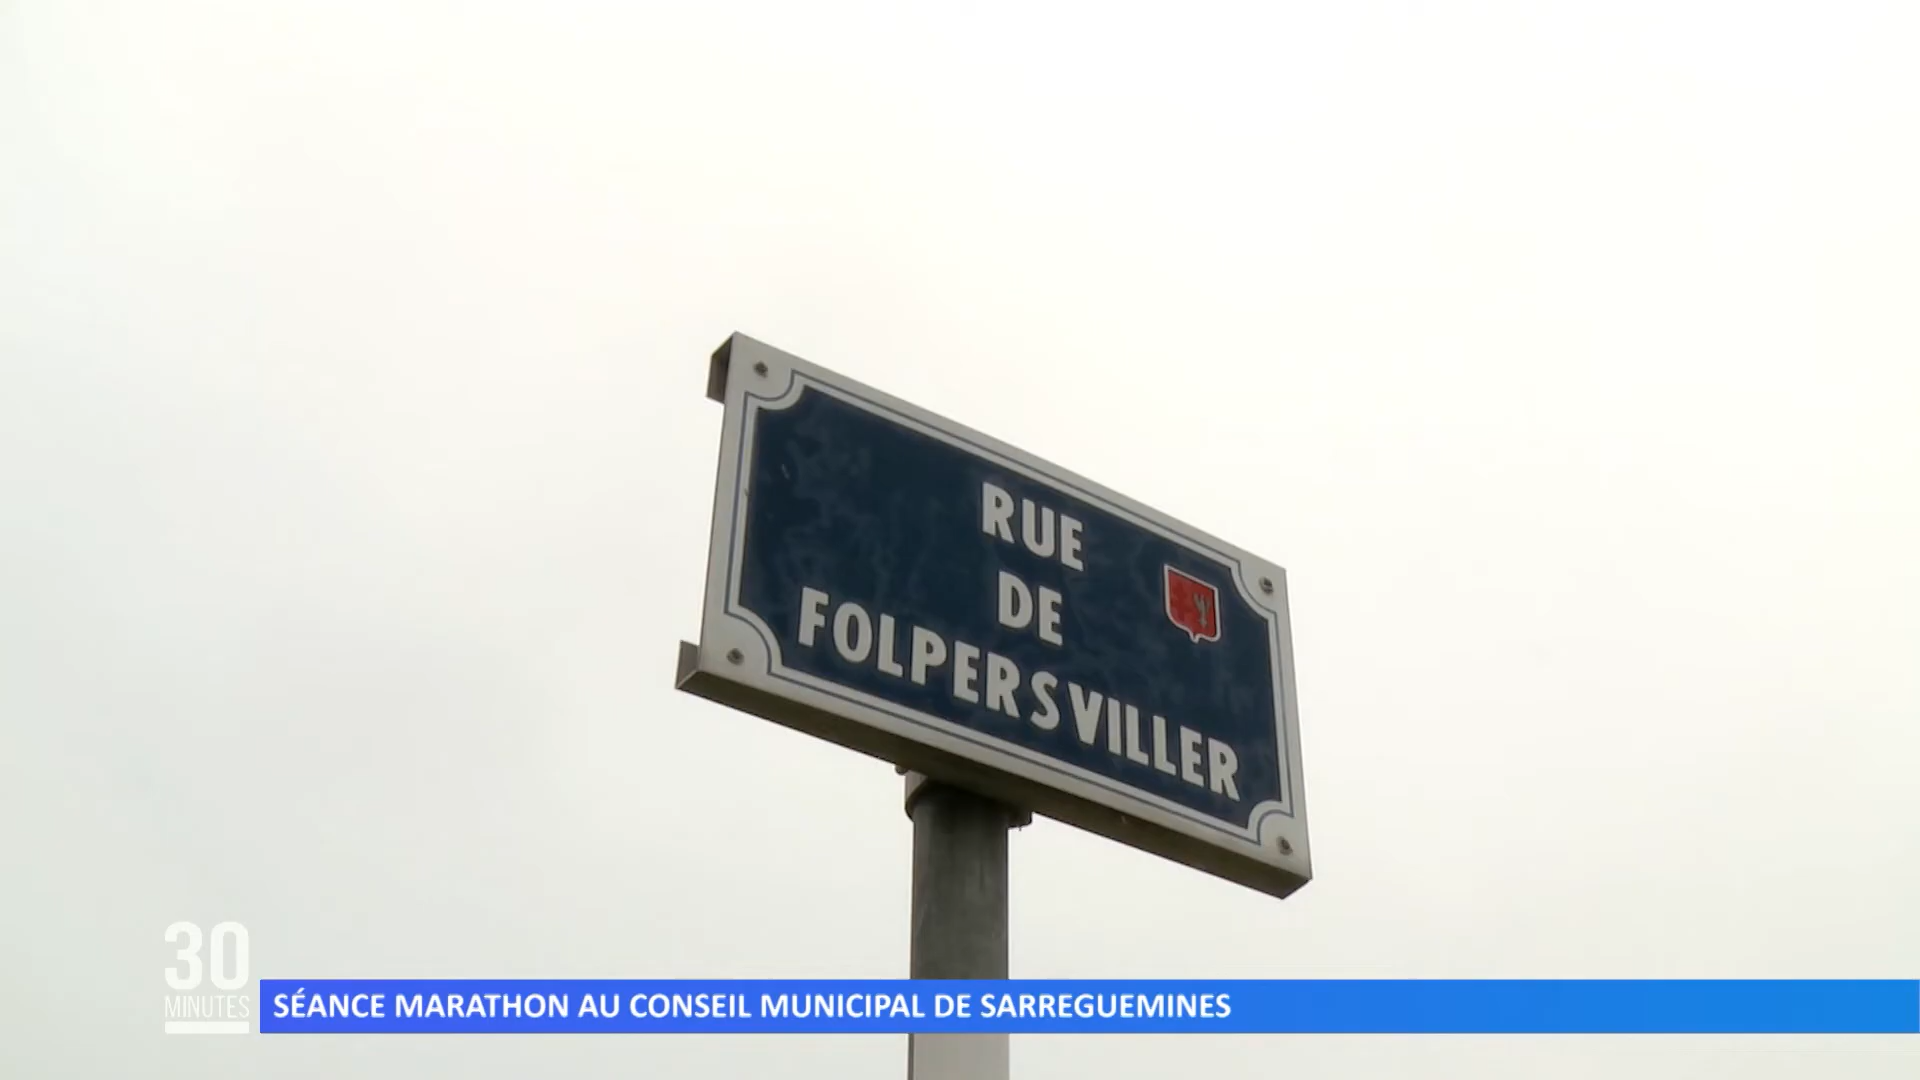 RUE
DE
FOLPERSVILLER
30
MINUTES
SÉANCE MARATHON AU CONSEIL MUNICIPAL DE SARREGUEMINES